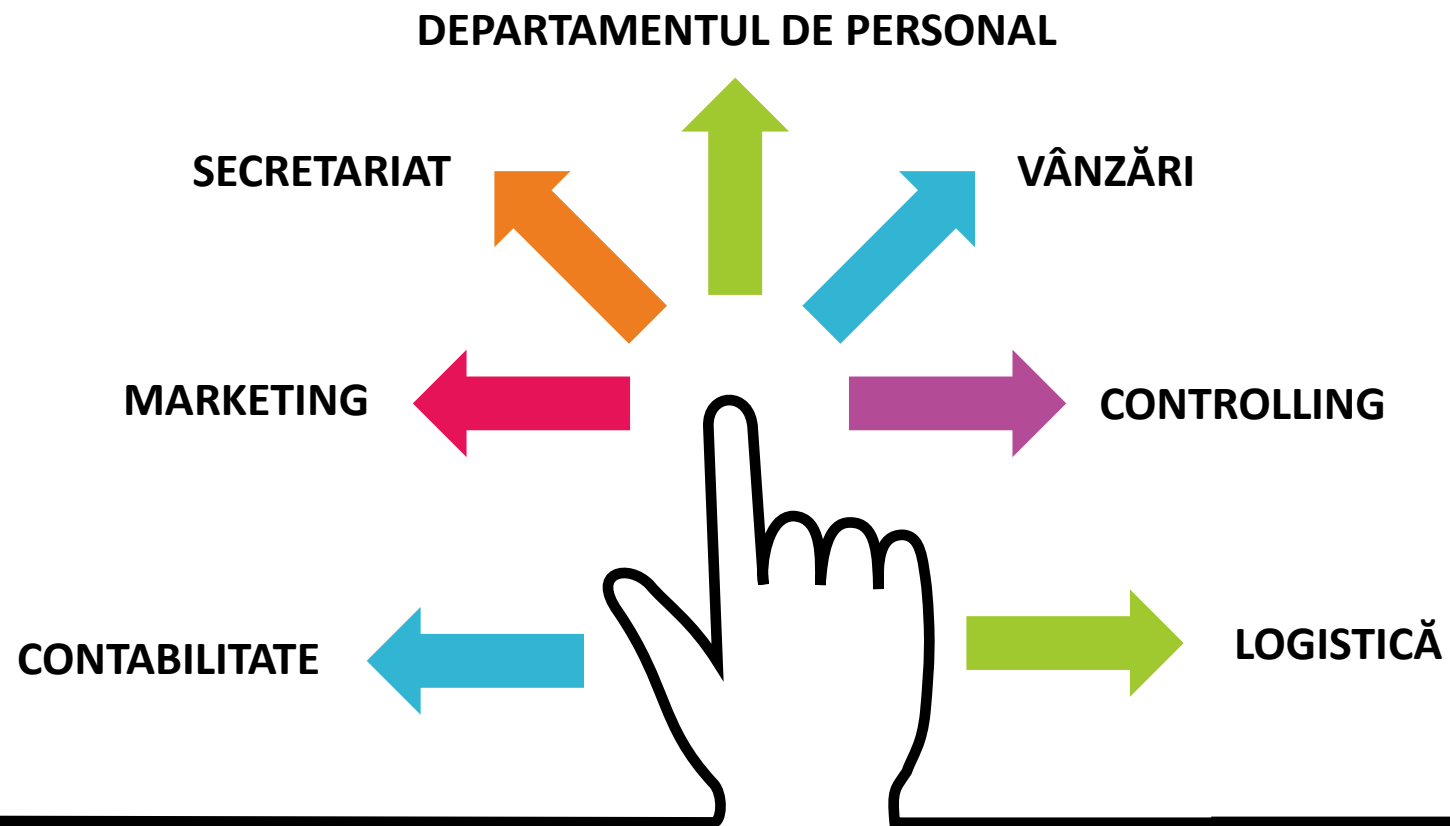 DEPARTAMENTUL DE PERSONAL
SECRETARIAT
VÂNZĂRI
MARKETING
CONTROLLING
CONTABILITATE
LOGISTICĂ